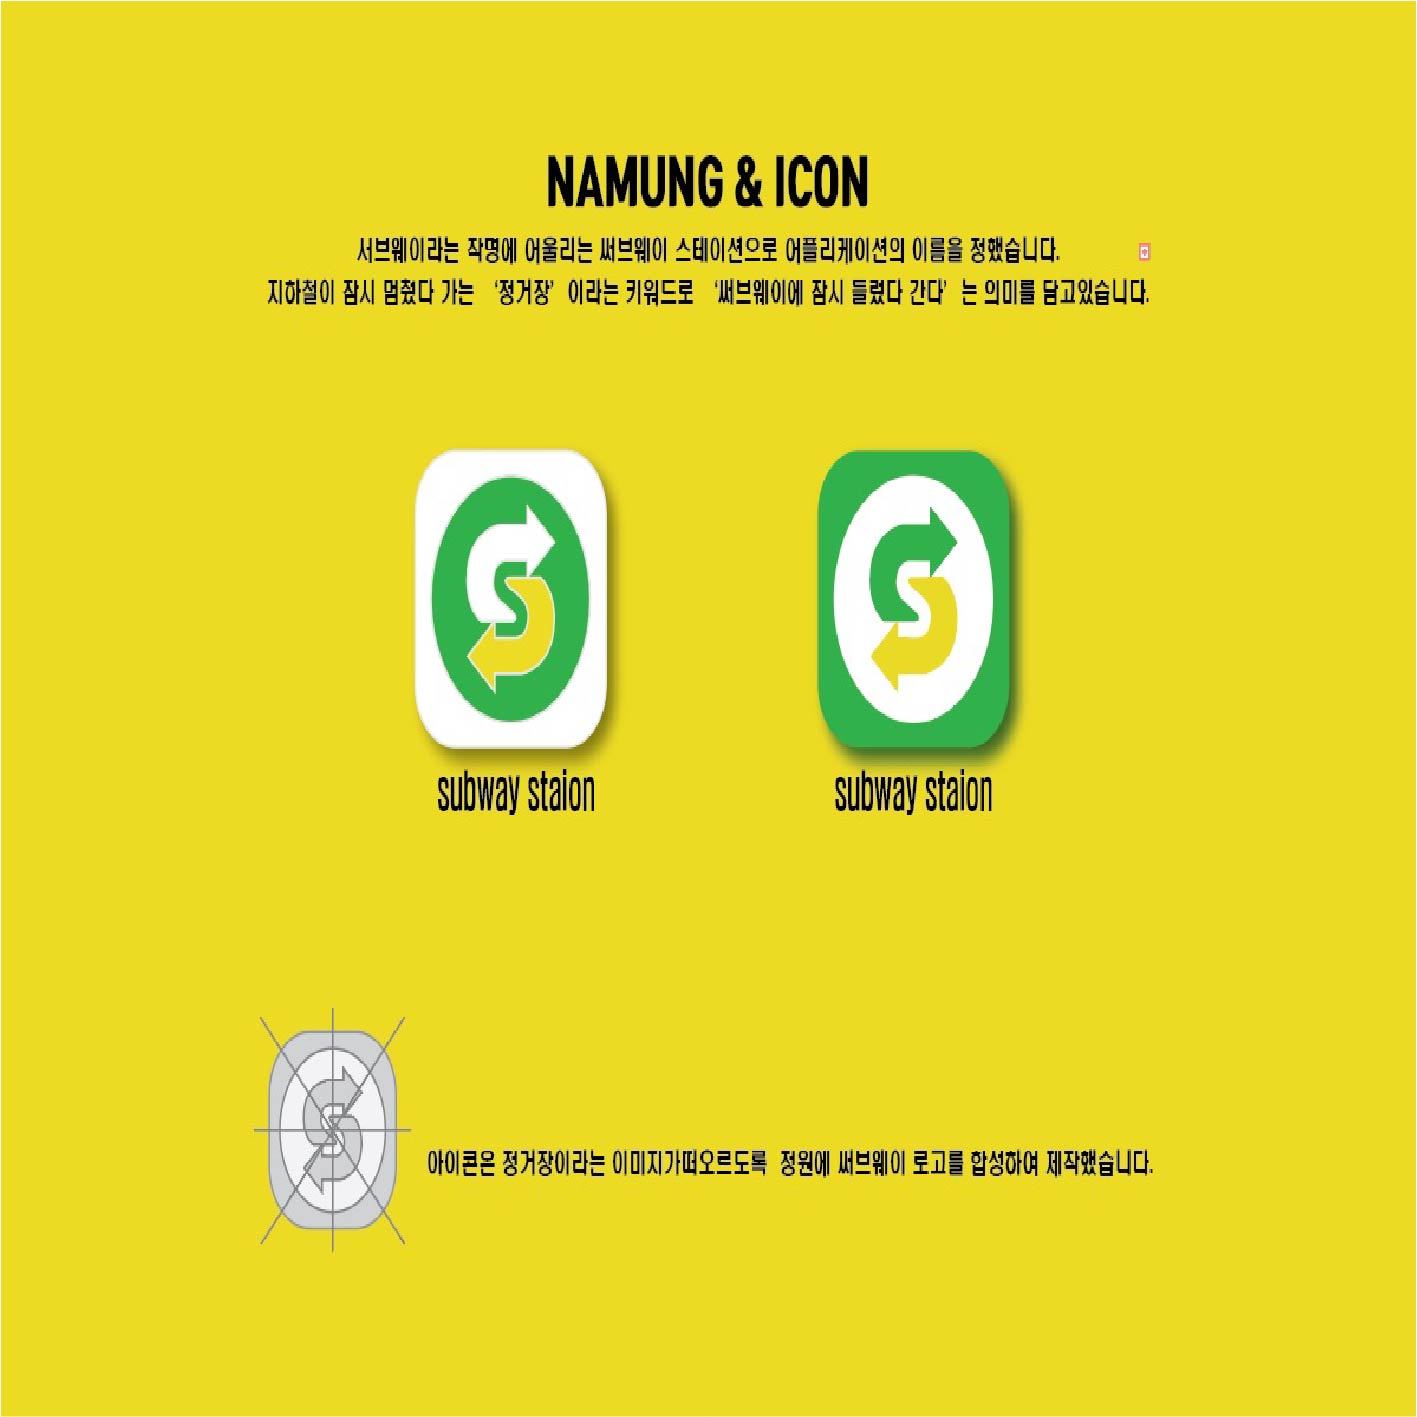 NAMUNG & ICON
서브웨이라는 작명에 어울리는 써브웨이 스테이션으로 어플리케이션의 이름을 정했습니다.
지하철이 잠시 멈췄다 가는 ‘정거장’ 이라는 키워드로 ‘써브웨이에 잠시 들렸다 간다’ 는 의미를 담고있습니다.
S
S
subway staion
subway staion
S
아이콘은 정거장이라는 이미지가떠오르도록 정원에 써브웨이 로고를 합성하여 제작했습니다.